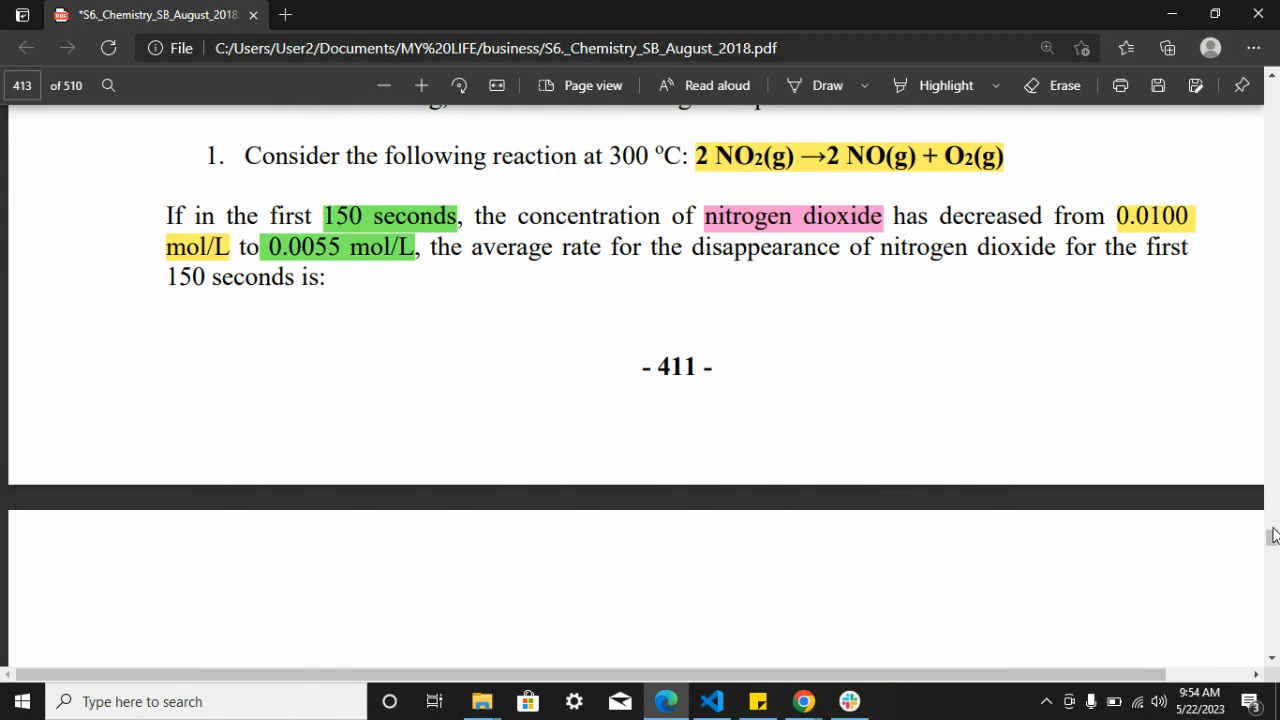 *S6._Chemistry_SB_August_2018.
File C:/Users/User2/Documents/MY%20LIFE/business/S6._Chemistry_SB_August_2018.pdf
413 of 510 Page view Read aloud Draw Highlight Erase
1. Consider the following reaction at 300 ºC: 2 NO₂(g) →2 NO(g) + O₂(g)
If in the first 150 seconds, the concentration of nitrogen dioxide has decreased from 0.0100
mol/L to 0.0055 mol/L, the average rate for the disappearance of nitrogen dioxide for the first
150 seconds is:
- 411 -
Type here to search
9:54 AM
5/22/2023
3